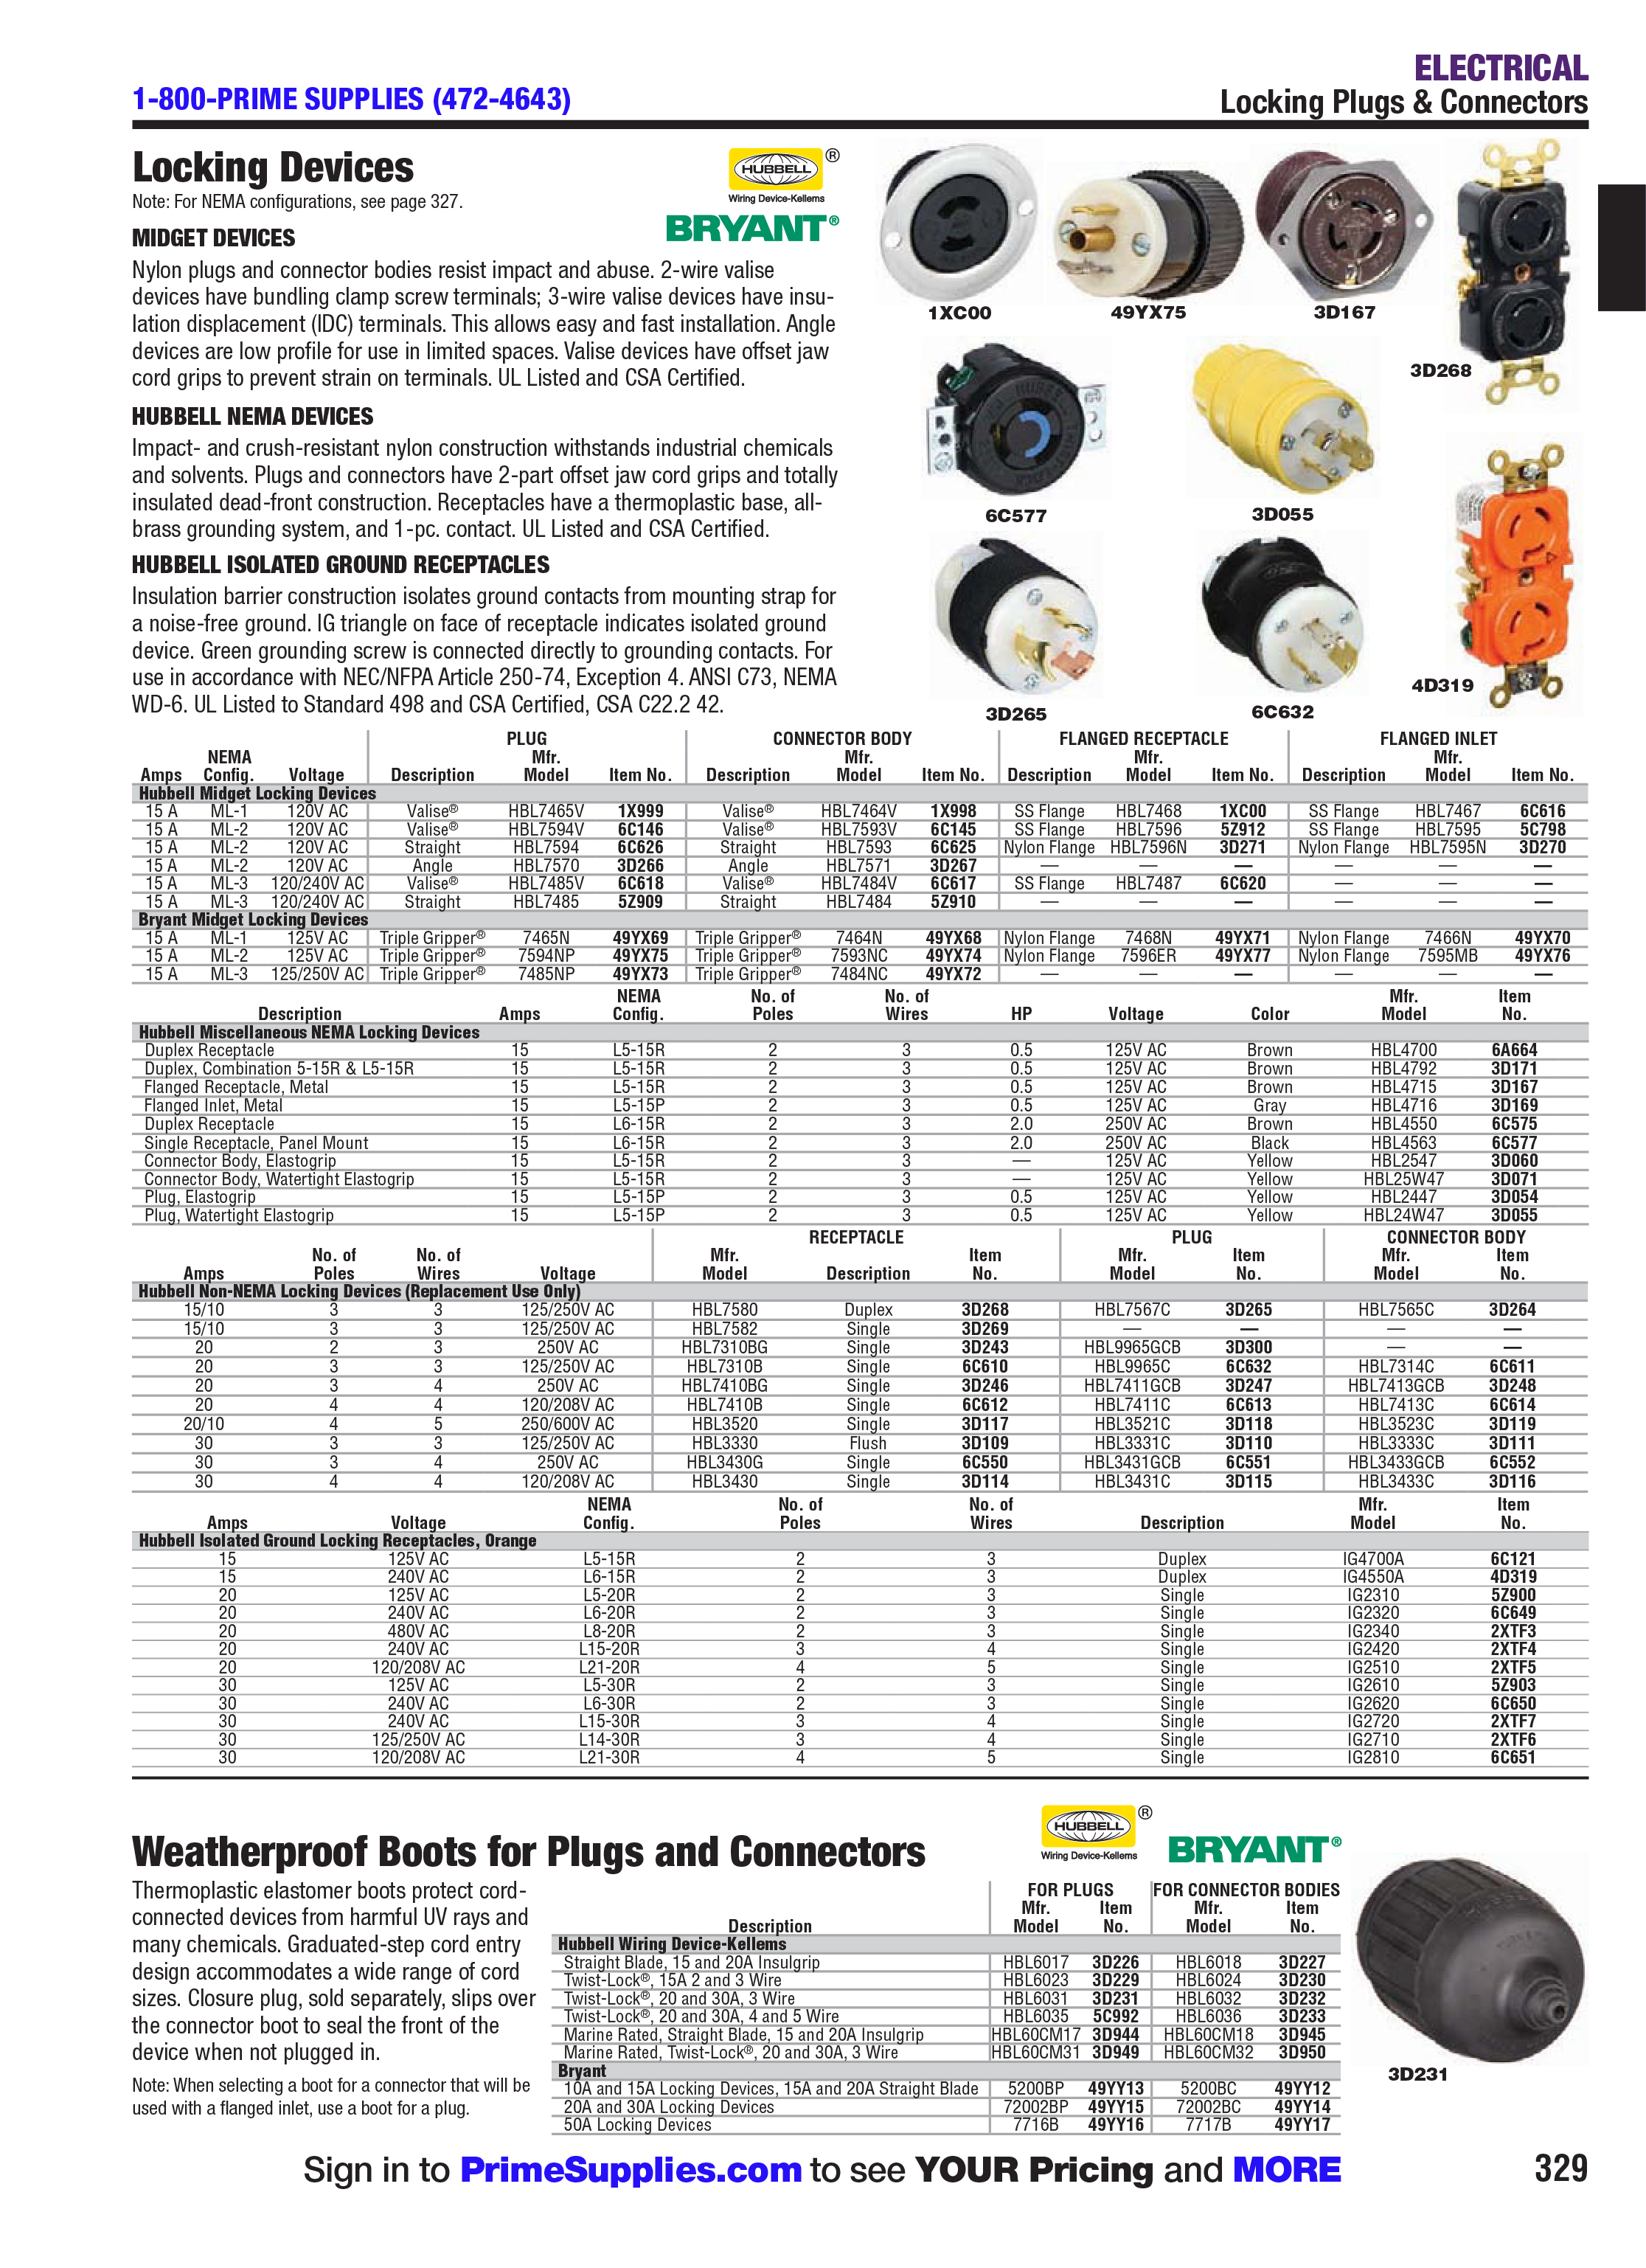 ELECTRICAL
1-800-PRIME SUPPLIES (472-4643)
Locking Plugs & Connectors
Locking Devices
Note: For NEMA configurations, see page 327.
HUBBELL ®
Wiring Device-Kellems
BRYANT®
MIDGET DEVICES
Nylon plugs and connector bodies resist impact and abuse. 2-wire valise
devices have bundling clamp screw terminals; 3-wire valise devices have insu-
lation displacement (IDC) terminals. This allows easy and fast installation. Angle
devices are low profile for use in limited spaces. Valise devices have offset jaw
cord grips to prevent strain on terminals. UL Listed and CSA Certified.
HUBBELL NEMA DEVICES
Impact- and crush-resistant nylon construction withstands industrial chemicals
and solvents. Plugs and connectors have 2-part offset jaw cord grips and totally
insulated dead-front construction. Receptacles have a thermoplastic base, all-
brass grounding system, and 1-pc. contact. UL Listed and CSA Certified.
HUBBELL ISOLATED GROUND RECEPTACLES
Insulation barrier construction isolates ground contacts from mounting strap for
a noise-free ground. IG triangle on face of receptacle indicates isolated ground
device. Green grounding screw is connected directly to grounding contacts. For
use in accordance with NEC/NFPA Article 250-74, Exception 4. ANSI C73, NEMA
WD-6. UL Listed to Standard 498 and CSA Certified, CSA C22.2 42.
1XC00
49YX75
3D167
3D268
6C577
3D055
3D265
6C632
4D319
PLUG CONNECTOR BODY FLANGED RECEPTACLE FLANGED INLET
NEMA Mfr. Mfr. Mfr. Mfr.
Amps Config. Voltage Description Model Item No. Description Model Item No. Description Model Item No. Description Model Item No.
Hubbell Midget Locking Devices
15 A ML-1 120V AC Valise® HBL7465V 1X999 Valise® HBL7464V 1X998 SS Flange HBL7468 1XC00 SS Flange HBL7467 6C616
15 A ML-2 120V AC Valise® HBL7594V 6C146 Valise® HBL7593V 6C145 SS Flange HBL7596 5Z912 SS Flange HBL7595 5C798
15 A ML-2 120V AC Straight HBL7594 6C626 Straight HBL7593 6C625 Nylon Flange HBL7596N 3D271 Nylon Flange HBL7595N 3D270
15 A ML-2 120V AC Angle HBL7570 3D266 Angle HBL7571 3D267 — — — — — —
15 A ML-3 120/240V AC Valise® HBL7485V 6C618 Valise® HBL7484V 6C617 SS Flange HBL7487 6C620 — — —
15 A ML-3 120/240V AC Straight HBL7485 5Z909 Straight HBL7484 5Z910 — — — — — —
Bryant Midget Locking Devices
15 A ML-1 125V AC Triple Gripper® 7465N 49YX69 Triple Gripper® 7464N 49YX68 Nylon Flange 7468N 49YX71 Nylon Flange 7466N 49YX70
15 A ML-2 125V AC Triple Gripper® 7594NP 49YX75 Triple Gripper® 7593NC 49YX74 Nylon Flange 7596ER 49YX77 Nylon Flange 7595MB 49YX76
15 A ML-3 125/250V AC Triple Gripper® 7485NP 49YX73 Triple Gripper® 7484NC 49YX72 — — — — — —
NEMA No. of No. of Mfr. Item
Description Amps Config. Poles Wires HP Voltage Color Model No.
Hubbell Miscellaneous NEMA Locking Devices
Duplex Receptacle 15 L5-15R 2 3 0.5 125V AC Brown HBL4700 6A664
Duplex, Combination 5-15R & L5-15R 15 L5-15R 2 3 0.5 125V AC Brown HBL4792 3D171
Flanged Receptacle, Metal 15 L5-15R 2 3 0.5 125V AC Brown HBL4715 3D167
Flanged Inlet, Metal 15 L5-15P 2 3 0.5 125V AC Gray HBL4716 3D169
Duplex Receptacle 15 L6-15R 2 3 2.0 250V AC Brown HBL4550 6C575
Single Receptacle, Panel Mount 15 L6-15R 2 3 2.0 250V AC Black HBL4563 6C577
Connector Body, Elastogrip 15 L5-15R 2 3 — 125V AC Yellow HBL2547 3D060
Connector Body, Watertight Elastogrip 15 L5-15R 2 3 — 125V AC Yellow HBL25W47 3D071
Plug, Elastogrip 15 L5-15P 2 3 0.5 125V AC Yellow HBL2447 3D054
Plug, Watertight Elastogrip 15 L5-15P 2 3 0.5 125V AC Yellow HBL24W47 3D055
RECEPTACLE PLUG CONNECTOR BODY
No. of No. of Mfr. Item Mfr. Item Mfr. Item
Amps Poles Wires Voltage Model Description No. Model No. Model No.
Hubbell Non-NEMA Locking Devices (Replacement Use Only)
15/10 3 3 125/250V AC HBL7580 Duplex 3D268 HBL7567C 3D265 HBL7565C 3D264
15/10 3 3 125/250V AC HBL7582 Single 3D269 — — — —
20 2 3 250V AC HBL7310BG Single 3D243 HBL9965GCB 3D300 — —
20 3 3 125/250V AC HBL7310B Single 6C610 HBL9965C 6C632 HBL7314C 6C611
20 3 4 250V AC HBL7410BG Single 3D246 HBL7411GCB 3D247 HBL7413GCB 3D248
20 4 4 120/208V AC HBL7410B Single 6C612 HBL7411C 6C613 HBL7413C 6C614
20/10 4 5 250/600V AC HBL3520 Single 3D117 HBL3521C 3D118 HBL3523C 3D119
30 3 3 125/250V AC HBL3330 Flush 3D109 HBL3331C 3D110 HBL3333C 3D111
30 3 4 250V AC HBL3430G Single 6C550 HBL3431GCB 6C551 HBL3433GCB 6C552
30 4 4 120/208V AC HBL3430 Single 3D114 HBL3431C 3D115 HBL3433C 3D116
NEMA No. of No. of Mfr. Item
Amps Voltage Config. Poles Wires Description Model No.
Hubbell Isolated Ground Locking Receptacles, Orange
15 125V AC L5-15R 2 3 Duplex IG4700A 6C121
15 240V AC L6-15R 2 3 Duplex IG4550A 4D319
20 125V AC L5-20R 2 3 Single IG2310 5Z900
20 240V AC L6-20R 2 3 Single IG2320 6C649
20 480V AC L8-20R 2 3 Single IG2340 2XTF3
20 240V AC L15-20R 3 4 Single IG2420 2XTF4
20 120/208V AC L21-20R 4 5 Single IG2510 2XTF5
30 125V AC L5-30R 2 3 Single IG2610 5Z903
30 240V AC L6-30R 2 3 Single IG2620 6C650
30 240V AC L15-30R 3 4 Single IG2720 2XTF7
30 125/250V AC L14-30R 3 4 Single IG2710 2XTF6
30 120/208V AC L21-30R 4 5 Single IG2810 6C651
Weatherproof Boots for Plugs and Connectors
HUBBELL ®
Wiring Device-Kellems
BRYANT®
Thermoplastic elastomer boots protect cord-
connected devices from harmful UV rays and
many chemicals. Graduated-step cord entry
design accommodates a wide range of cord
sizes. Closure plug, sold separately, slips over
the connector boot to seal the front of the
device when not plugged in.
Note: When selecting a boot for a connector that will be
used with a flanged inlet, use a boot for a plug.
FOR PLUGS FOR CONNECTOR BODIES
Mfr. Item Mfr. Item
Description Model No. Model No.
Hubbell Wiring Device-Kellems
Straight Blade, 15 and 20A Insulgrip HBL6017 3D226 HBL6018 3D227
Twist-Lock®, 15A 2 and 3 Wire HBL6023 3D229 HBL6024 3D230
Twist-Lock®, 20 and 30A, 3 Wire HBL6031 3D231 HBL6032 3D232
Twist-Lock®, 20 and 30A, 4 and 5 Wire HBL6035 5C992 HBL6036 3D233
Marine Rated, Straight Blade, 15 and 20A Insulgrip HBL60CM17 3D944 HBL60CM18 3D945
Marine Rated, Twist-Lock®, 20 and 30A, 3 Wire HBL60CM31 3D949 HBL60CM32 3D950
Bryant
10A and 15A Locking Devices, 15A and 20A Straight Blade 5200BP 49YY13 5200BC 49YY12
20A and 30A Locking Devices 72002BP 49YY15 72002BC 49YY14
50A Locking Devices 7716B 49YY16 7717B 49YY17
3D231
Sign in to PrimeSupplies.com to see YOUR Pricing and MORE
329